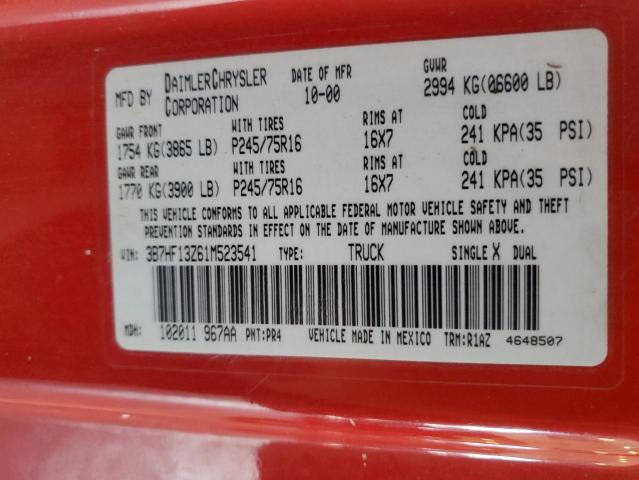 MFD BY DAIMLERCHRYSLER CORPORATION DATE OF MFR 10-00 GVWR 2994 KG(06600 LB)
GAWR FRONT WITH TIRES RIMS AT COLD
1754 KG(3865 LB) P245/75R16 16X7 241 KPA(35 PSI)
GAWR REAR WITH TIRES RIMS AT COLD
1770 KG(3900 LB) P245/75R16 16X7 241 KPA(35 PSI)
THIS VEHICLE CONFORMS TO ALL APPLICABLE FEDERAL MOTOR VEHICLE SAFETY AND THEFT
PREVENTION STANDARDS IN EFFECT ON THE DATE OF MANUFACTURE SHOWN ABOVE.
VIN: 3B7HF13Z61M523541 TYPE: TRUCK SINGLE X DUAL
MDH: 102011 967AA PNT:PR4 VEHICLE MADE IN MEXICO TRM:R1AZ 4648507